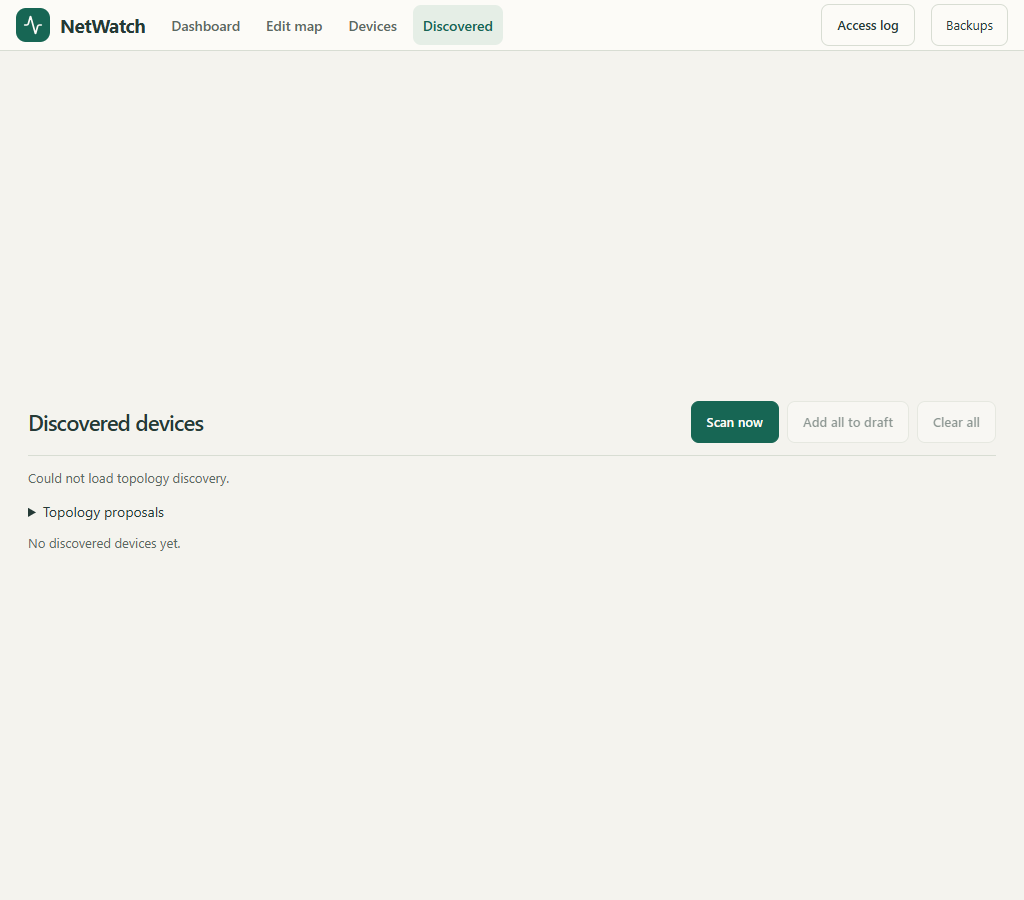 NetWatch Dashboard Edit map Devices Discovered Access log Backups
Discovered devices Scan now Add all to draft Clear all
Could not load topology discovery.
Topology proposals
No discovered devices yet.